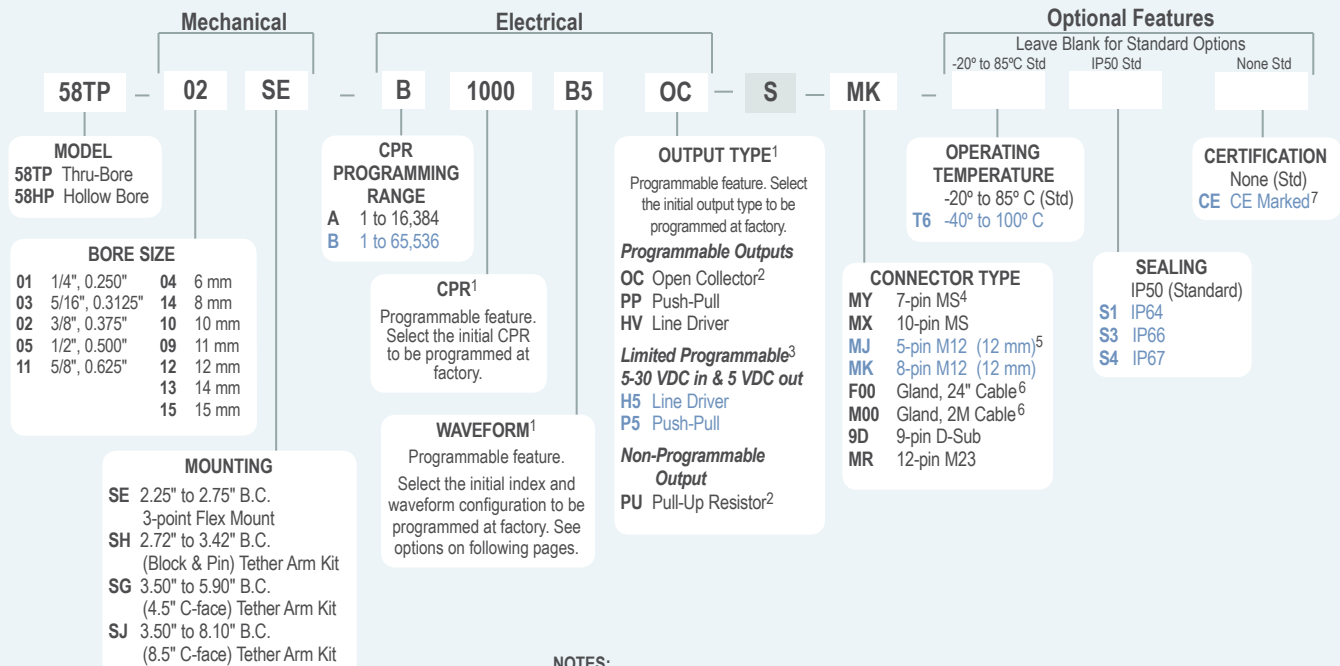 Mechanical
Electrical
Optional Features
Leave Blank for Standard Options
-20º to 85ºC Std
IP50 Std
None Std
58TP — 02 SE — B 1000 B5 OC — S — MK —
MODEL
58TP Thru-Bore
58HP Hollow Bore
BORE SIZE
01 1/4", 0.250"
03 5/16", 0.3125"
02 3/8", 0.375"
05 1/2", 0.500"
11 5/8", 0.625"
04 6 mm
14 8 mm
10 10 mm
09 11 mm
12 12 mm
13 14 mm
15 15 mm
MOUNTING
SE 2.25" to 2.75" B.C.
3-point Flex Mount
SH 2.72" to 3.42" B.C.
(Block & Pin) Tether Arm Kit
SG 3.50" to 5.90" B.C.
(4.5" C-face) Tether Arm Kit
SJ 3.50" to 8.10" B.C.
(8.5" C-face) Tether Arm Kit
CPR
PROGRAMMING
RANGE
A 1 to 16,384
B 1 to 65,536
CPR1
Programmable feature.
Select the initial CPR
to be programmed at
factory.
WAVEFORM1
Programmable feature.
Select the initial index and
waveform configuration to be
programmed at factory. See
options on following pages.
OUTPUT TYPE1
Programmable feature. Select
the initial output type to be
programmed at factory.
Programmable Outputs
OC Open Collector2
PP Push-Pull
HV Line Driver
Limited Programmable3
5-30 VDC in & 5 VDC out
H5 Line Driver
P5 Push-Pull
Non-Programmable
Output
PU Pull-Up Resistor2
CONNECTOR TYPE
MY 7-pin MS4
MX 10-pin MS
MJ 5-pin M12 (12 mm)5
MK 8-pin M12 (12 mm)
F00 Gland, 24" Cable6
M00 Gland, 2M Cable6
9D 9-pin D-Sub
MR 12-pin M23
OPERATING
TEMPERATURE
-20º to 85º C (Std)
T6 -40º to 100º C
SEALING
IP50 (Standard)
S1 IP64
S3 IP66
S4 IP67
CERTIFICATION
None (Std)
CE CE Marked7
NOTES: